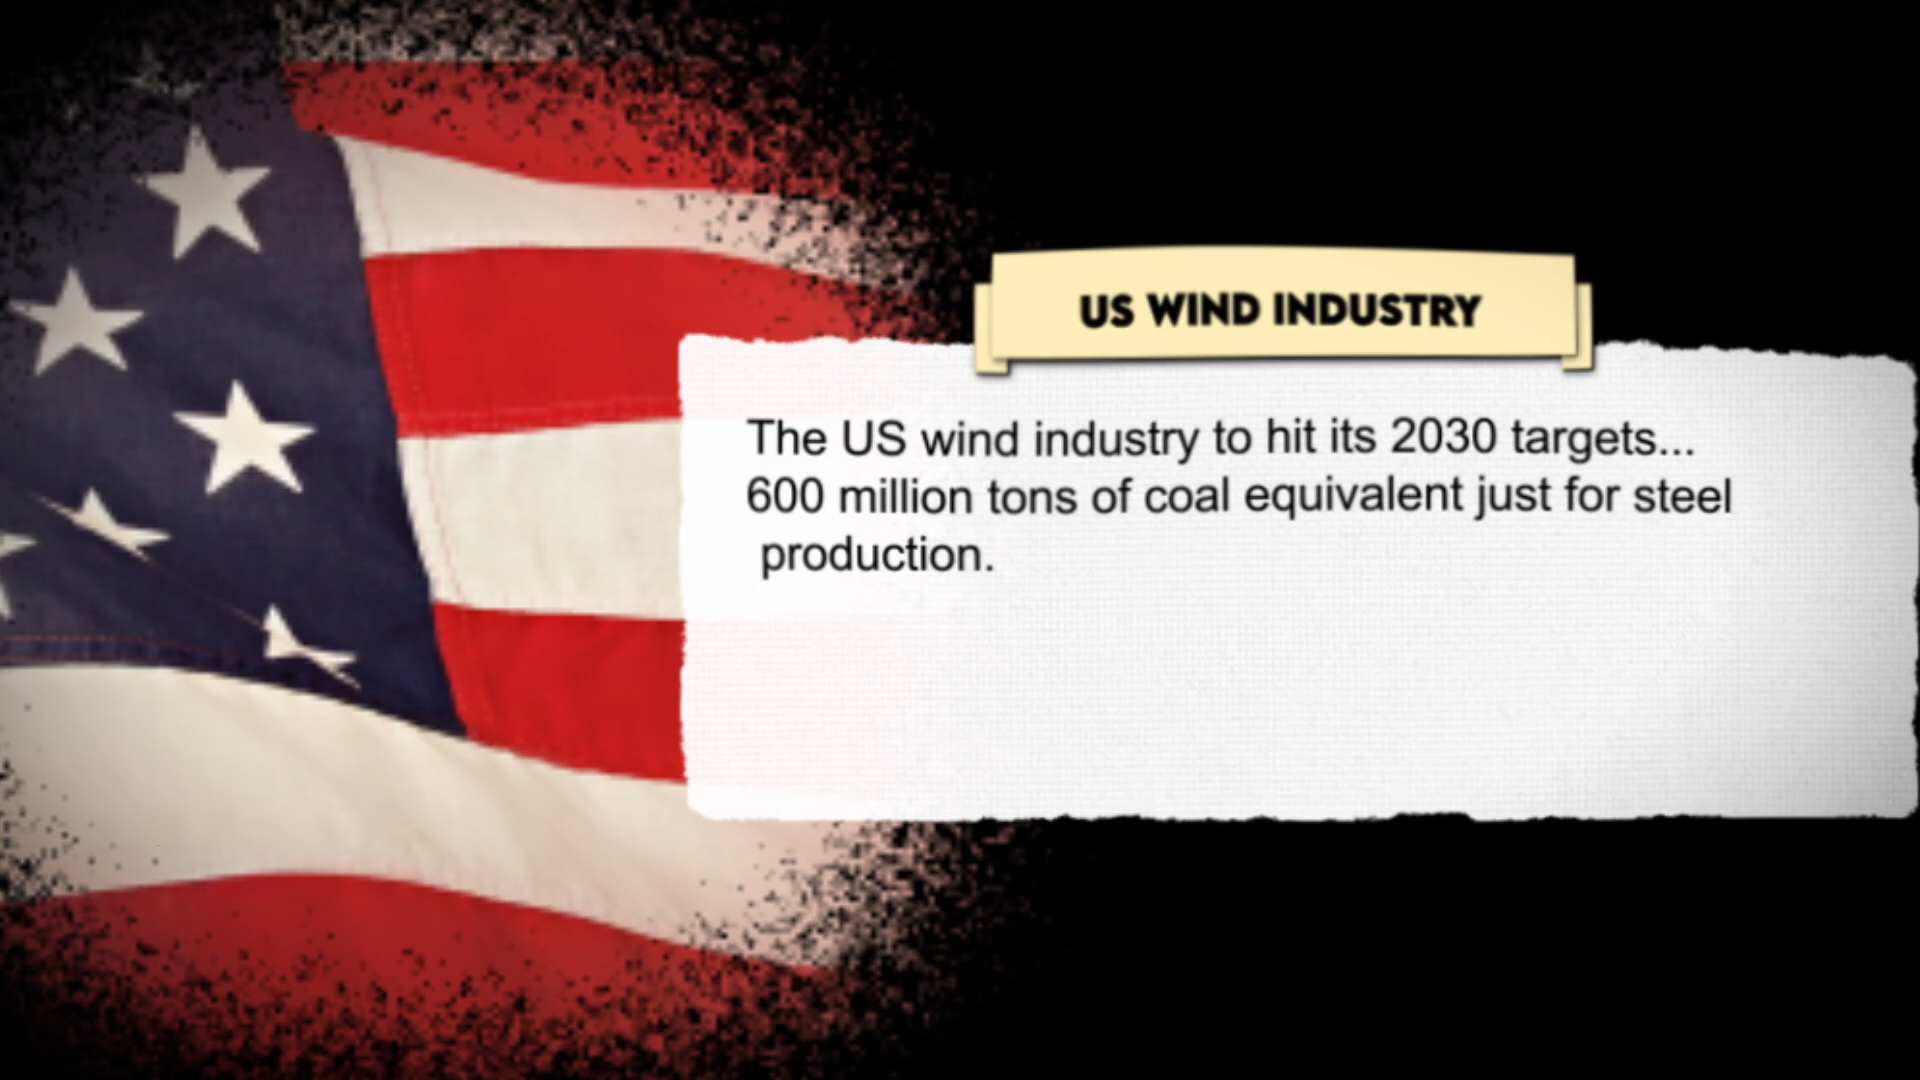 US WIND INDUSTRY
The US wind industry to hit its 2030 targets...
600 million tons of coal equivalent just for steel
production.